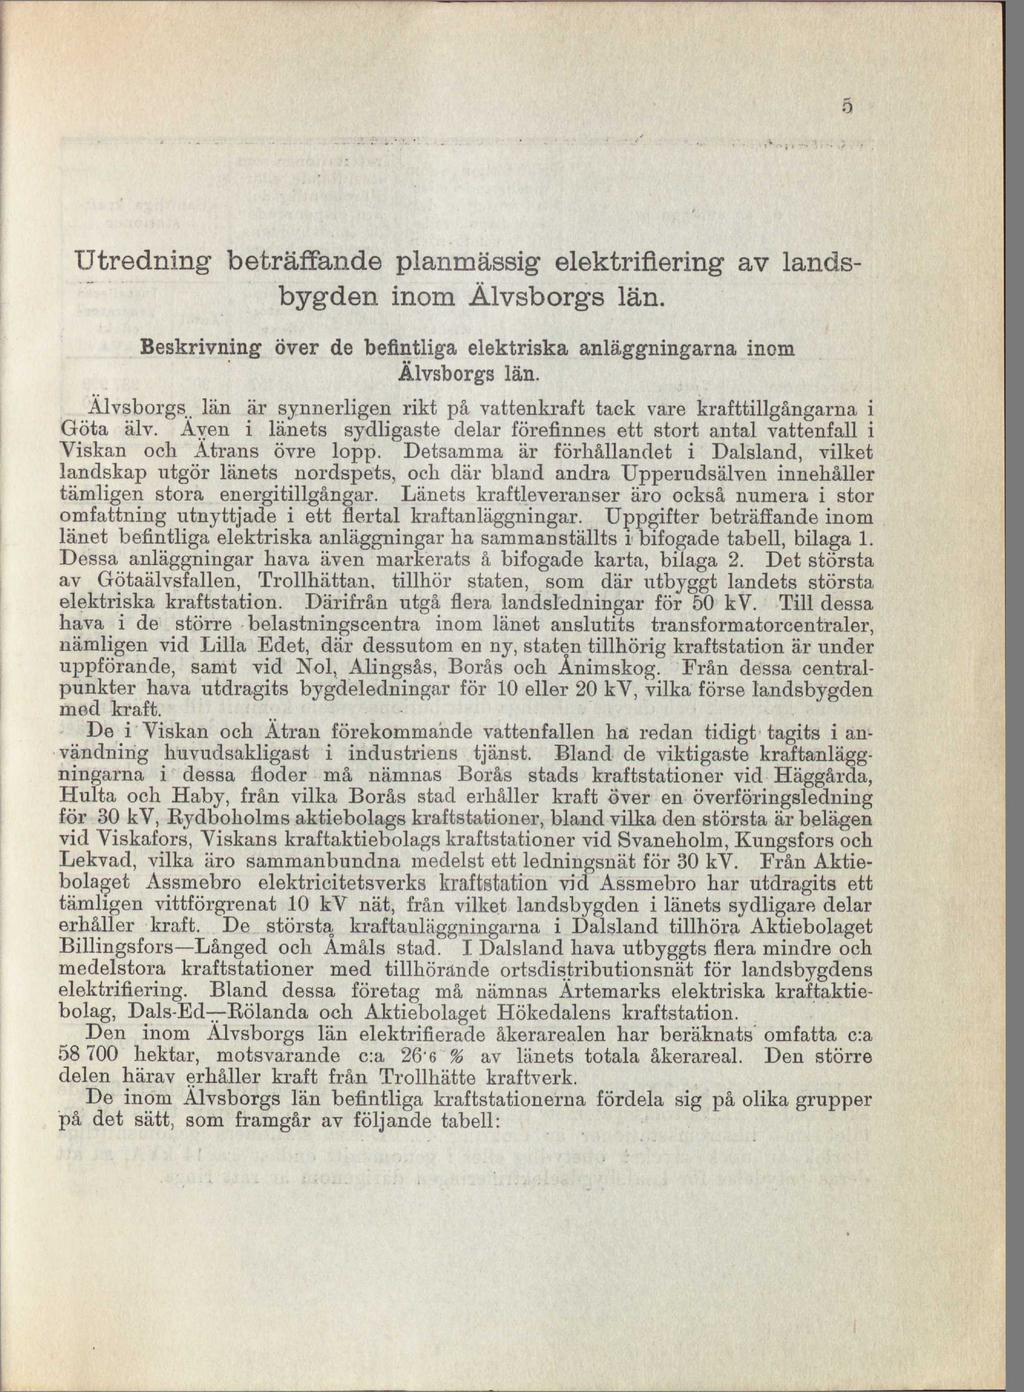 5
Utredning beträffande planmässig elektrifiering av lands-
bygden inom Älvsborgs län.
Beskrivning över de befintliga elektriska anläggningarna inom
Älvsborgs län.
Älvsborgs län är synnerligen rikt på vattenkraft tack vare krafttillgångarna i
Göta älv. Även i länets sydligaste delar förefinnes ett stort antal vattenfall i
Viskan och Ätrans övre lopp. Detsamma är förhållandet i Dalsland, vilket
landskap utgör länets nordspets, och där bland andra Upperudsälven innehåller
tämligen stora energitillgångar. Länets kraftleveranser äro också numera i stor
omfattning utnyttjade i ett flertal kraftanläggningar. Uppgifter beträffande inom
länet befintliga elektriska anläggningar ha sammanställts i bifogade tabell, bilaga 1.
Dessa anläggningar hava även markerats å bifogade karta, bilaga 2. Det största
av Götaälvsfallen, Trollhättan, tillhör staten, som där utbyggt landets största
elektriska kraftstation. Därifrån utgå flera landsledningar för 50 kV. Till dessa
hava i de större belastningscentra inom länet anslutits transformatorcentraler,
nämligen vid Lilla Edet, där dessutom en ny, staten tillhörig kraftstation är under
uppförande, samt vid Nol, Alingsås, Borås och Ånimskog. Från dessa central-
punkter hava utdragits bygdeledningar för 10 eller 20 kV, vilka förse landsbygden
med kraft.
De i Viskan och Ätran förekommande vattenfallen ha redan tidigt tagits i an-
vändning huvudsakligast i industriens tjänst. Bland de viktigaste kraftanlägg-
ningarna i dessa floder må nämnas Borås stads kraftstationer vid Häggårda,
Hulta och Haby, från vilka Borås stad erhåller kraft över en överföringsledning
för 30 kV, Rydboholms aktiebolags kraftstationer, bland vilka den största är belägen
vid Viskafors, Viskans kraftaktiebolags kraftstationer vid Svaneholm, Kungsfors och
Lekvad, vilka äro sammanbundna medelst ett ledningsnät för 30 kV. Från Aktie-
bolaget Assmebro elektricitetsverks kraftstation vid Assmebro har utdragits ett
tämligen vittförgrenat 10 kV nät, från vilket landsbygden i länets sydligare delar
erhåller kraft. De största kraftanläggningarna i Dalsland tillhöra Aktiebolaget
Billingsfors—Långed och Åmåls stad. I Dalsland hava utbyggts flera mindre och
medelstora kraftstationer med tillhörande ortsdistributionsnät för landsbygdens
elektrifiering. Bland dessa företag må nämnas Ärtemarks elektriska kraftaktie-
bolag, Dals-Ed—Rölanda och Aktiebolaget Hökedalens kraftstation.
Den inom Älvsborgs län elektrifierade åkerarealen har beräknats omfatta c:a
58 700 hektar, motsvarande c:a 26·6 % av länets totala åkerareal. Den större
delen härav erhåller kraft från Trollhätte kraftverk.
De inom Älvsborgs län befintliga kraftstationerna fördela sig på olika grupper
på det sätt, som framgår av följande tabell: